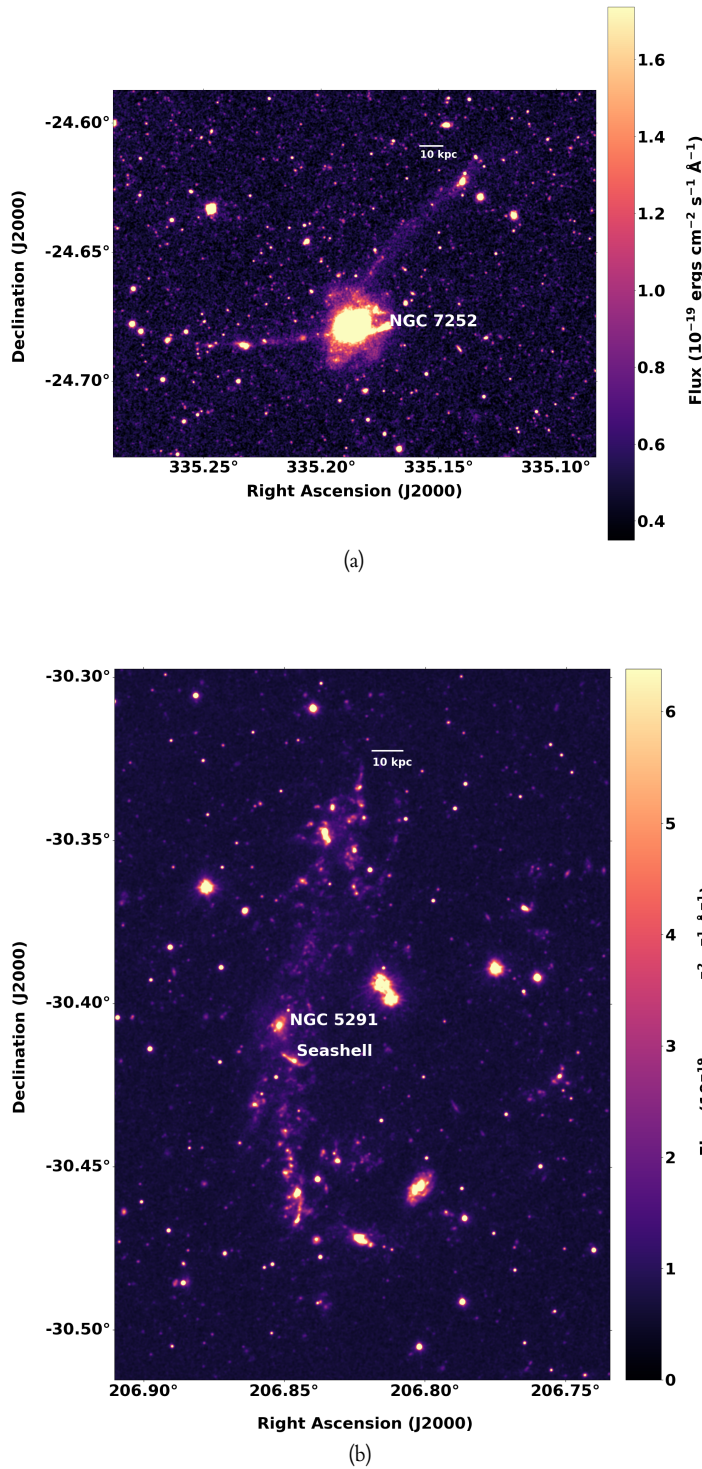 1.6
-24.60°
10 kpc
1.4
1.2
-24.65°
1.0
NGC 7252
0.8
-24.70°
0.6
0.4
335.25° 335.20° 335.15° 335.10°
Right Ascension (J2000)
Declination (J2000)
Flux (10⁻¹⁹ ergs cm⁻² s⁻¹ Å⁻¹)
(a)
-30.30°
6
10 kpc
-30.35°
5
4
-30.40°
NGC 5291
Seashell
3
-30.45°
2
1
-30.50°
0
206.90° 206.85° 206.80° 206.75°
Right Ascension (J2000)
Declination (J2000)
(b)